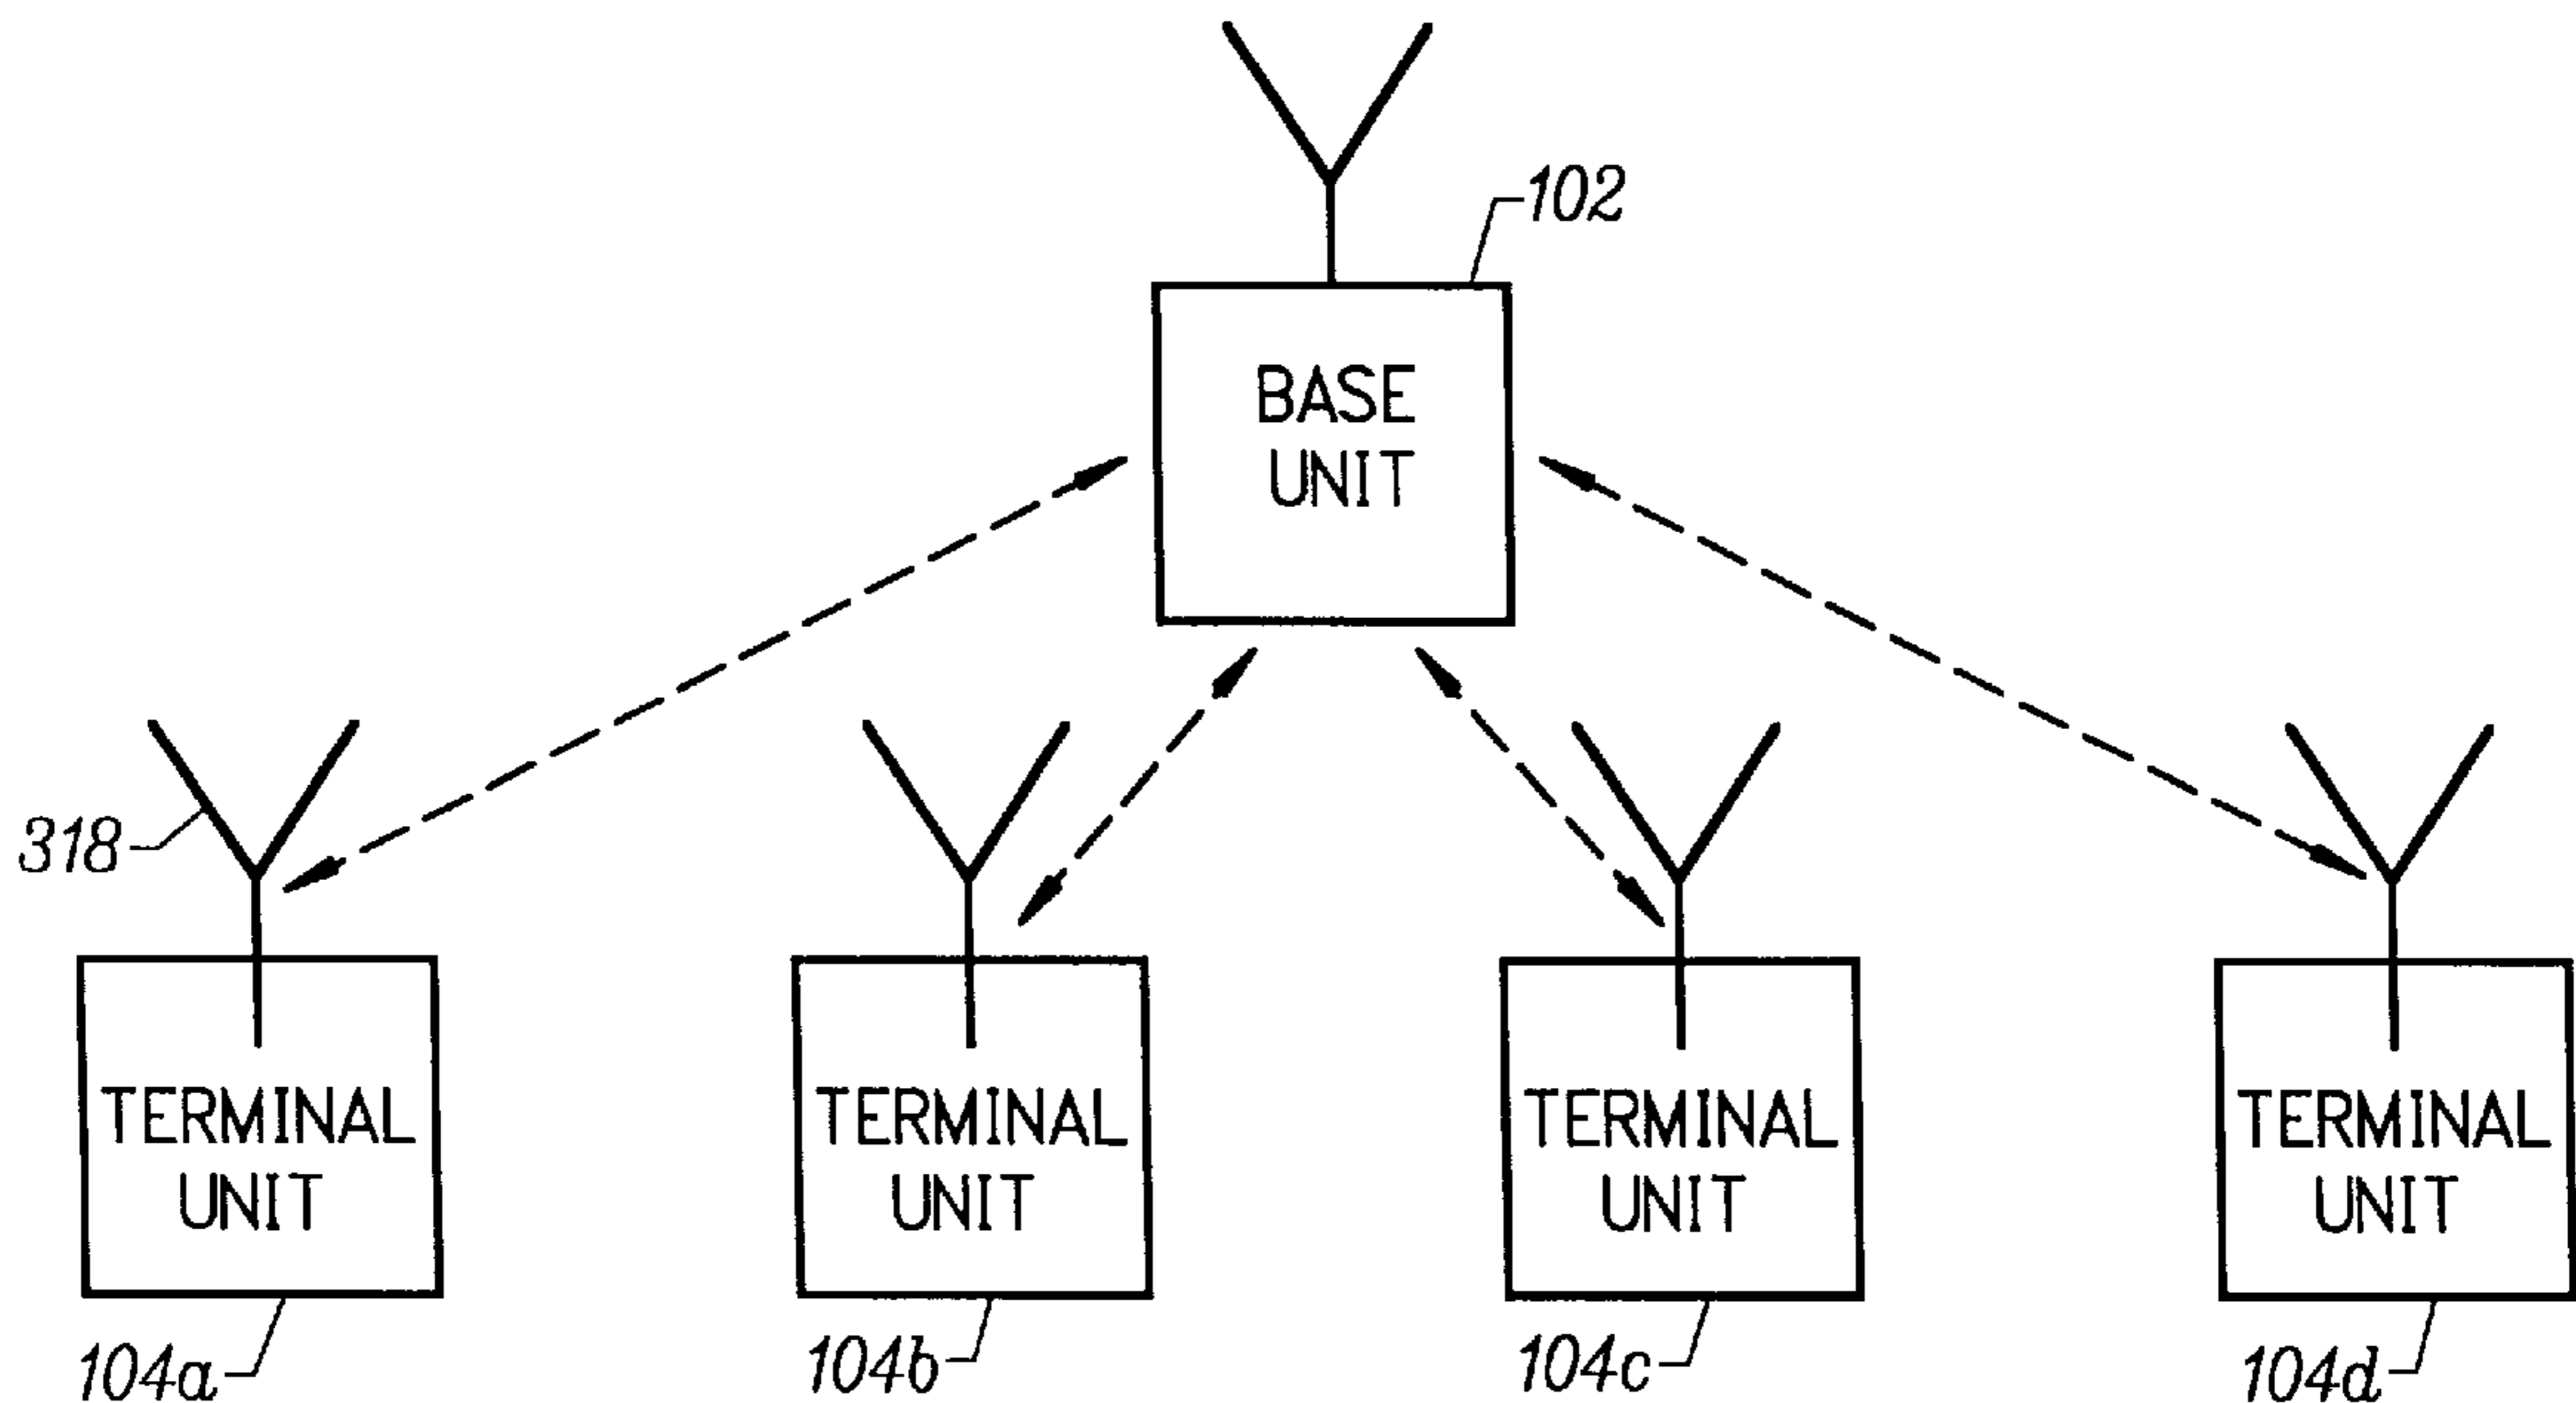 102
BASE
UNIT
318
TERMINAL
UNIT
TERMINAL
UNIT
TERMINAL
UNIT
TERMINAL
UNIT
104a
104b
104c
104d